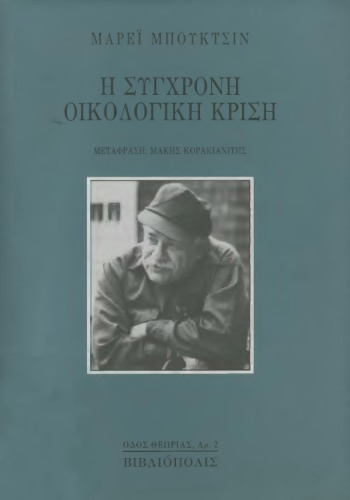 ΜΑΡΕΪ ΜΠΟΥΚΤΣΙΝ
Η ΣΥΓΧΡΟΝΗ
ΟΙΚΟΛΟΓΙΚΗ ΚΡΙΣΗ
ΜΕΤΑΦΡΑΣΗ: ΜΑΚΗΣ ΚΟΡΑΚΙΑΝΙΤΗΣ
ΟΔΟΣ ΘΕΩΡΙΑΣ, Αρ. 2
ΒΙΒΛΙΟΠΟΛΙΣ